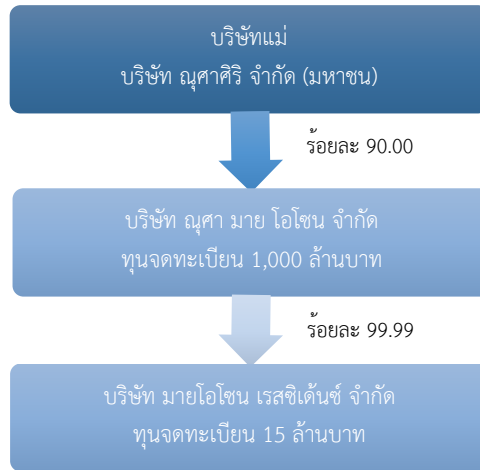 บริษัทแม่
บริษัท ณุศาศิริ จำกัด (มหาชน)
ร้อยละ 90.00
บริษัท ณุศา มาย โอโซน จำกัด
ทุนจดทะเบียน 1,000 ล้านบาท
ร้อยละ 99.99
บริษัท มายโอโซน เรสซิเด้นซ์ จำกัด
ทุนจดทะเบียน 15 ล้านบาท